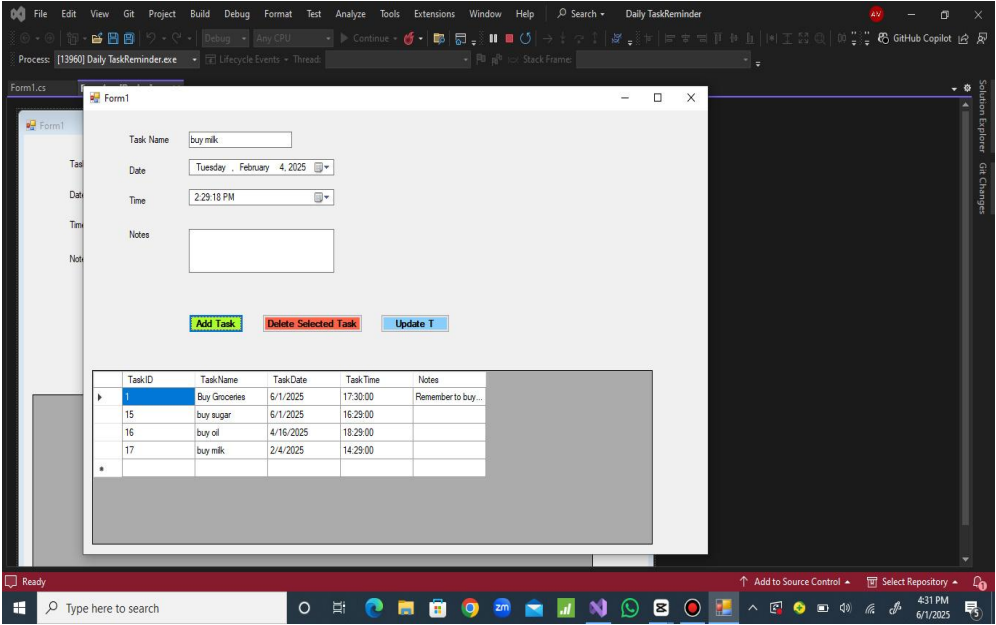 File Edit View Git Project Build Debug Format Test Analyze Tools Extensions Window Help Search Daily TaskReminder AV
Debug Any CPU Continue GitHub Copilot
Process: [13960] Daily TaskReminder.exe Lifecycle Events Thread: Stack Frame:
Form1.cs
Form1
Form1
Task Name buy milk
Date Tuesday , February 4, 2025
Time 2:29:18 PM
Notes
Add Task Delete Selected Task Update T
TaskID TaskName TaskDate TaskTime Notes
1 Buy Groceries 6/1/2025 17:30:00 Remember to buy...
15 buy sugar 6/1/2025 16:29:00
16 buy oil 4/16/2025 18:29:00
17 buy milk 2/4/2025 14:29:00
Solution Explorer
Git Changes
Ready Add to Source Control Select Repository
Type here to search
zm
4:31 PM
6/1/2025
5